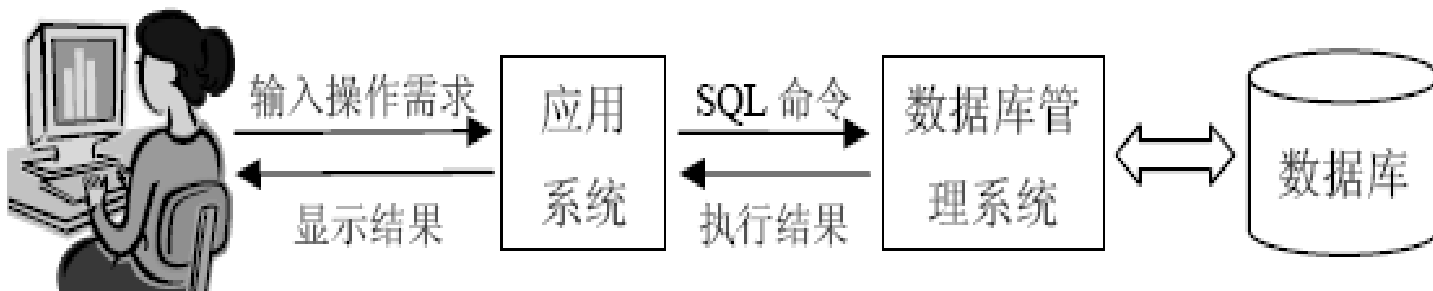 输入操作需求
显示结果
应用
系统
SQL 命令
执行结果
数据库管
理系统
数据库